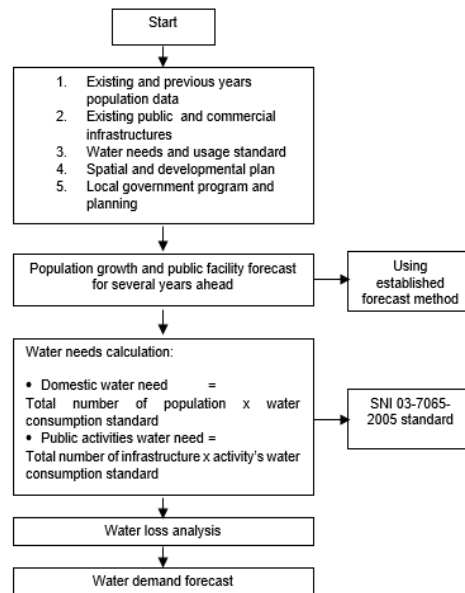 Start
1. Existing and previous years
population data
2. Existing public and commercial
infrastructures
3. Water needs and usage standard
4. Spatial and developmental plan
5. Local government program and
planning
Population growth and public facility forecast
for several years ahead
Using
established
forecast method
Water needs calculation:
• Domestic water need =
Total number of population x water
consumption standard
• Public activities water need =
Total number of infrastructure x activity's water
consumption standard
SNI 03-7065-
2005 standard
Water loss analysis
Water demand forecast